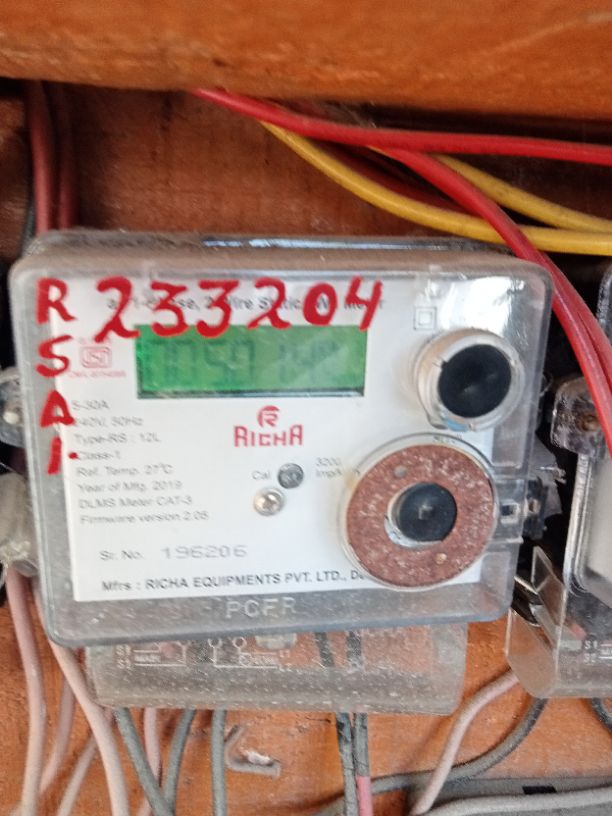 RSAI
233204
5-30A
240V, 50Hz
Type-RS : 12L
Class-1
Ref. Temp. 27°C
Year of Mfg. 2019
DLMS Meter CAT-3
Firmware version 2.05
RICHA
Cal
3200
Imp/k
Sr. No. 196206
Mfrs : RICHA EQUIPMENTS PVT. LTD.,
MAIN